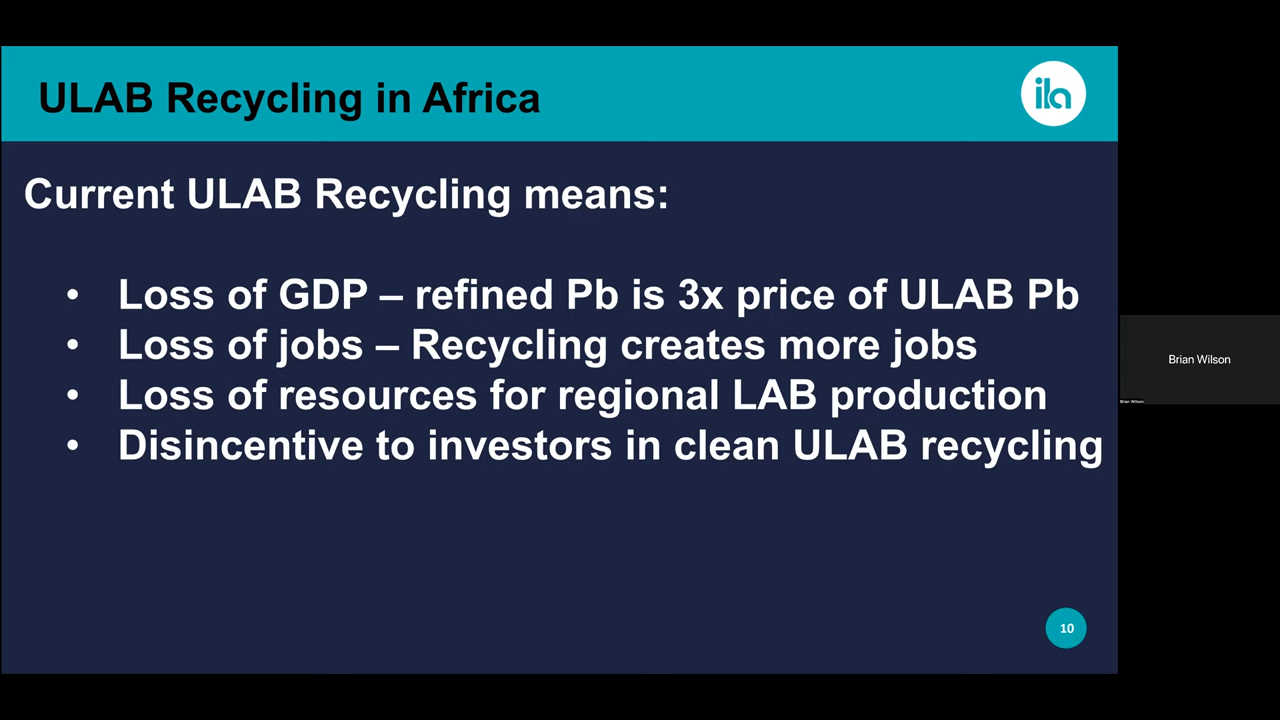 ULAB Recycling in Africa
ila
Current ULAB Recycling means:
• Loss of GDP – refined Pb is 3x price of ULAB Pb
• Loss of jobs – Recycling creates more jobs
• Loss of resources for regional LAB production
• Disincentive to investors in clean ULAB recycling
10
Brian Wilson
Brian Wilson